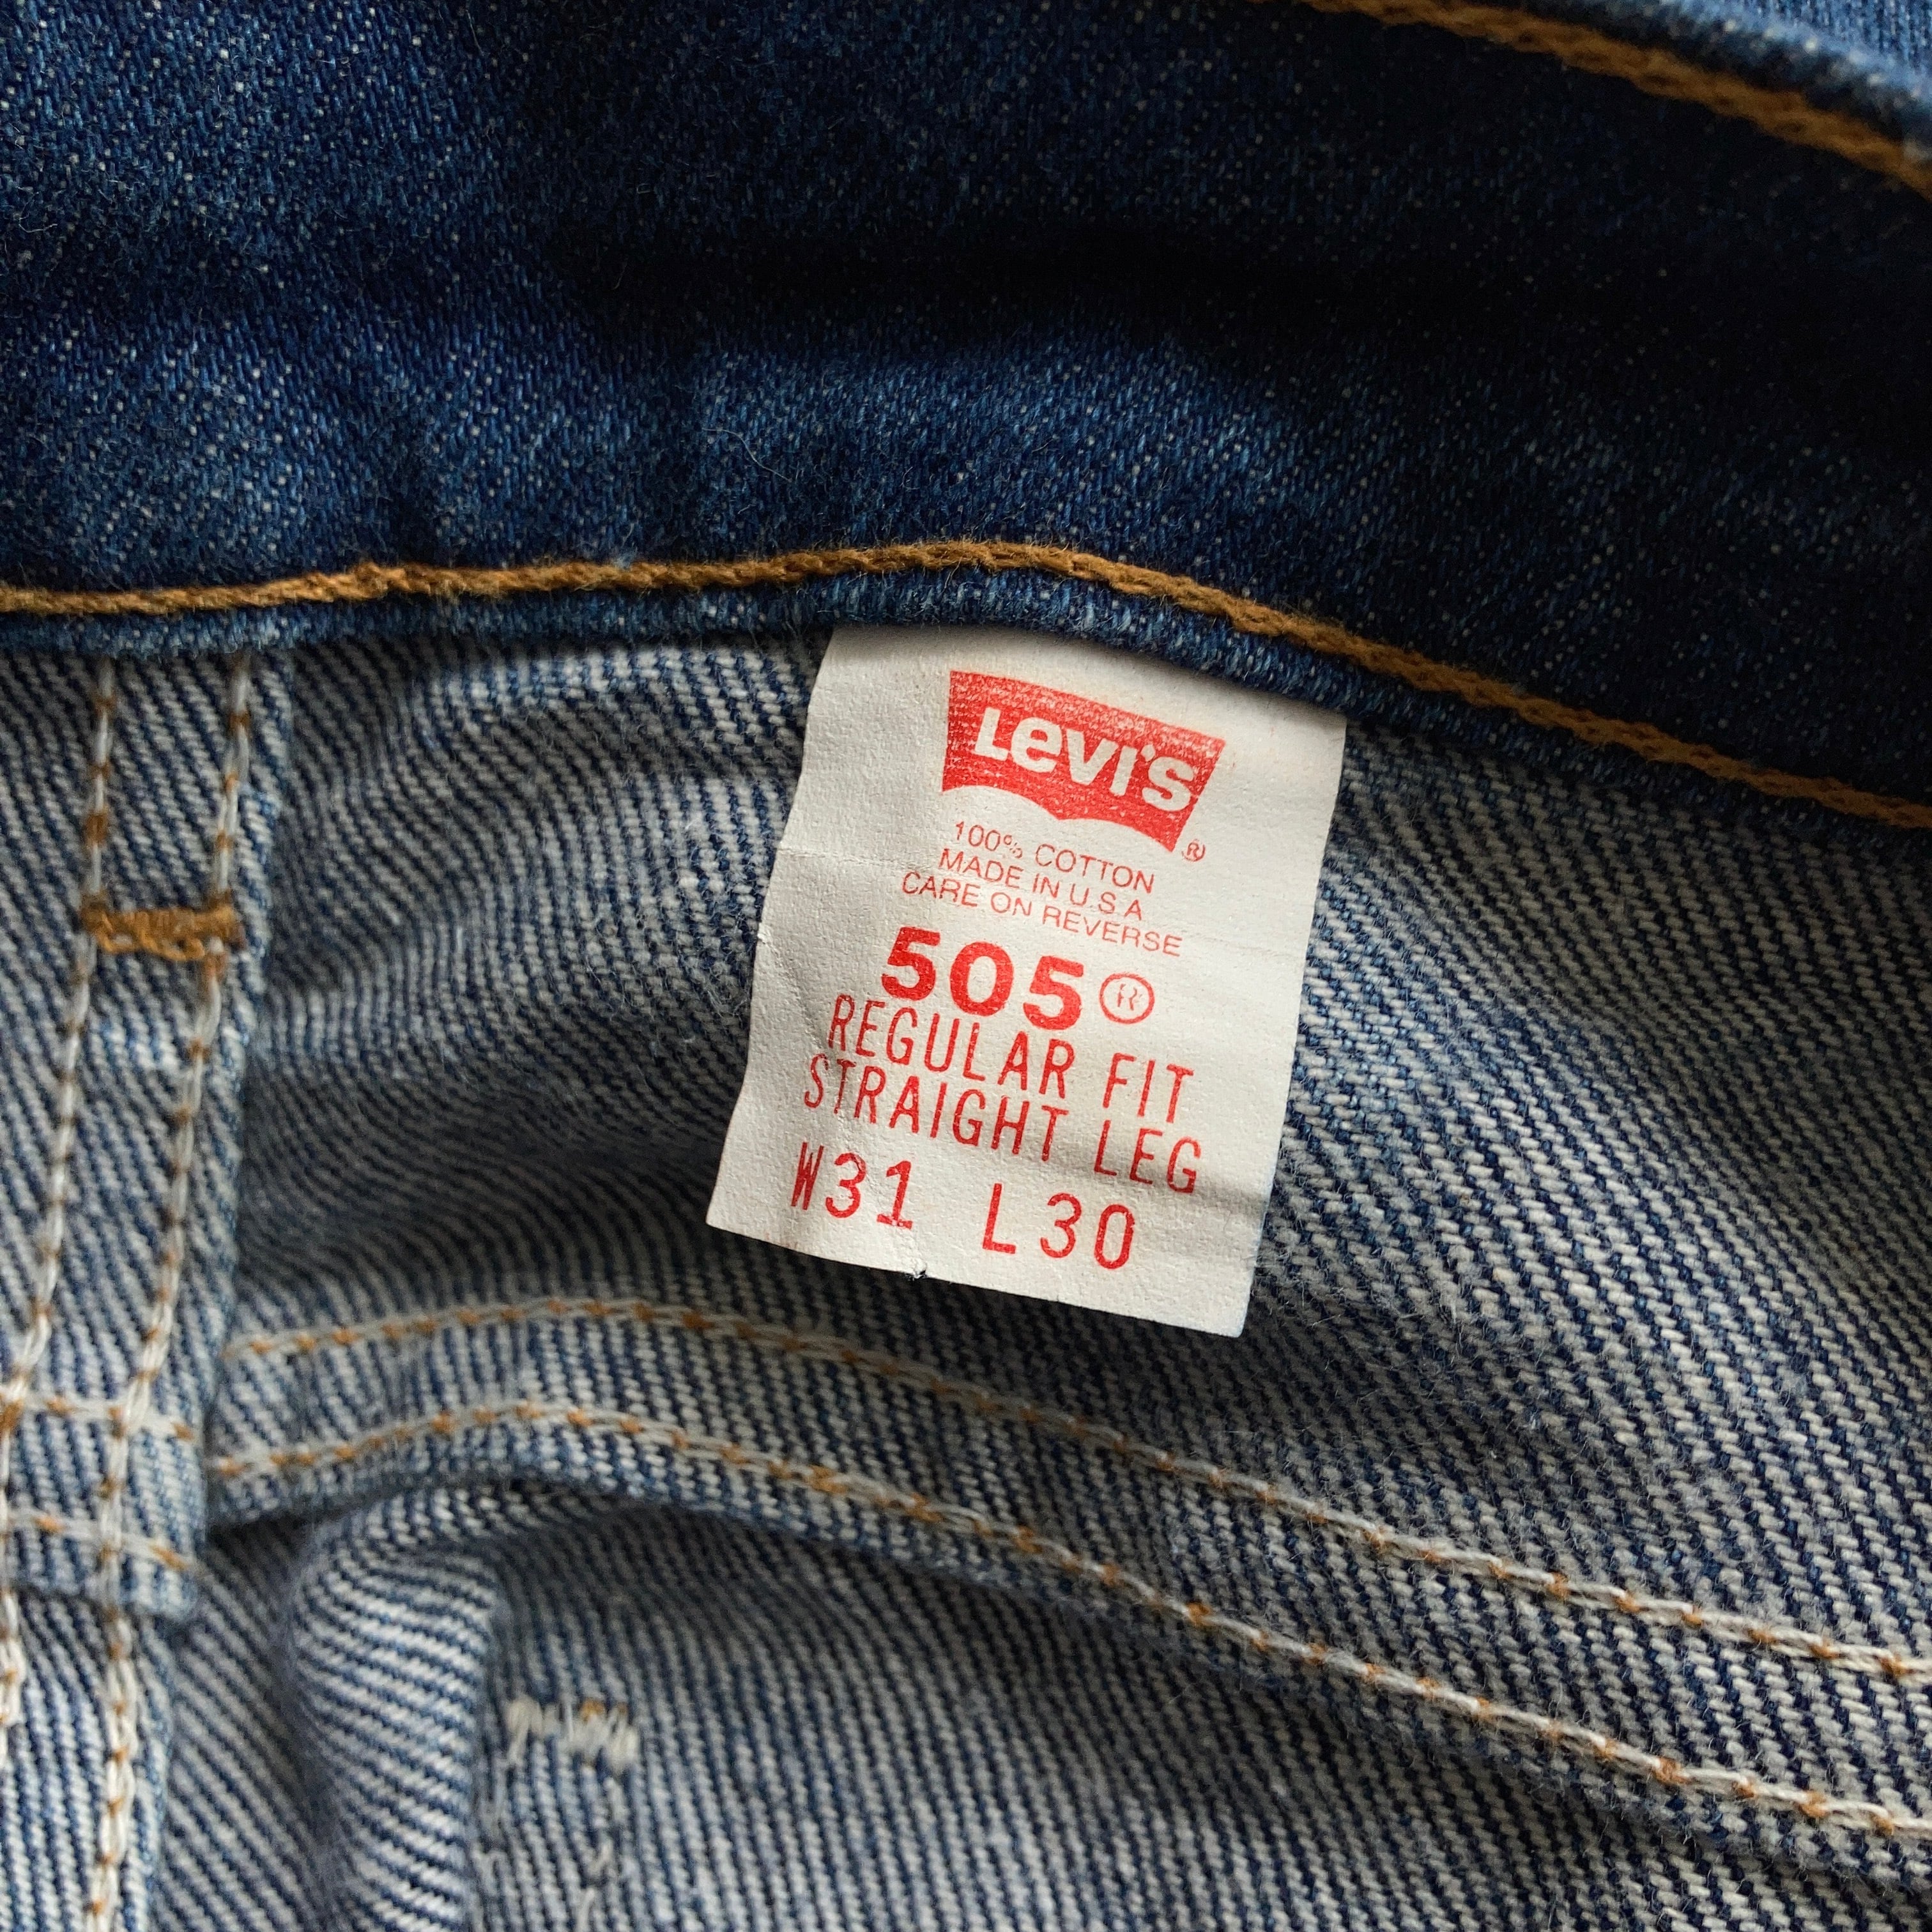 Levi's ®
100% COTTON
MADE IN U.S.A
CARE ON REVERSE
505®
REGULAR FIT
STRAIGHT LEG
W31 L30